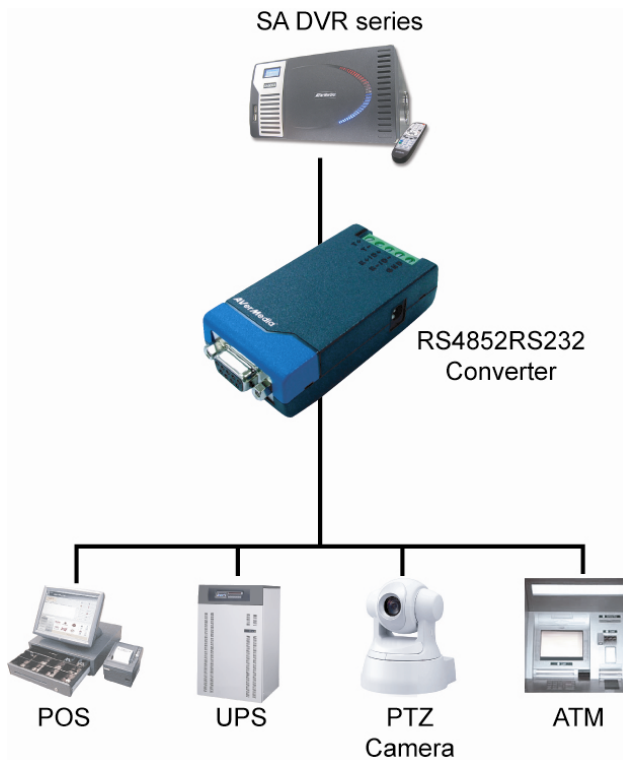 SA DVR series
AVerMedia
RS4852RS232
Converter
POS
UPS
PTZ
Camera
ATM